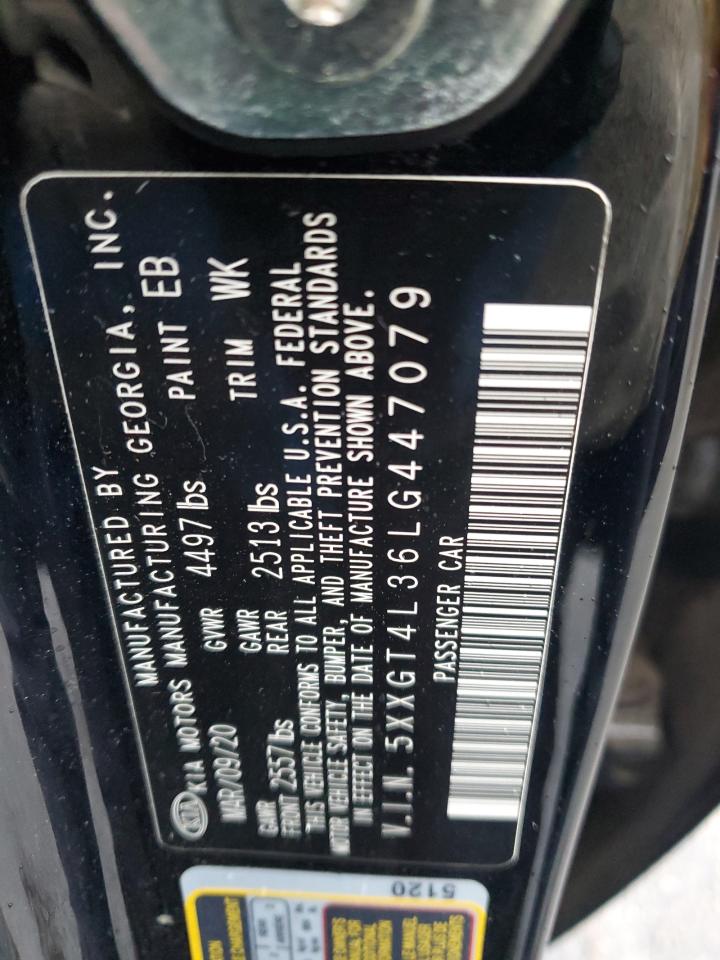 MANUFACTURED BY
KIA KIA MOTORS MANUFACTURING GEORGIA, INC.
MAR/09/20 GVWR 4497 lbs PAINT EB
GAWR FRONT 2557 lbs GAWR REAR 2513 lbs TRIM WK
THIS VEHICLE CONFORMS TO ALL APPLICABLE U.S.A. FEDERAL
MOTOR VEHICLE SAFETY, BUMPER, AND THEFT PREVENTION STANDARDS
IN EFFECT ON THE DATE OF MANUFACTURE SHOWN ABOVE.
V.I.N. 5XXGT4L36LG447079
PASSENGER CAR
5120